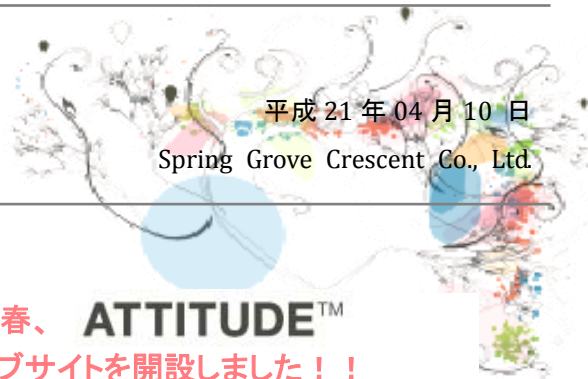 平成 21 年 04 月 10 日
Spring Grove Crescent Co., Ltd.
春、 ATTITUDE™
ブサイトを開設しました！！